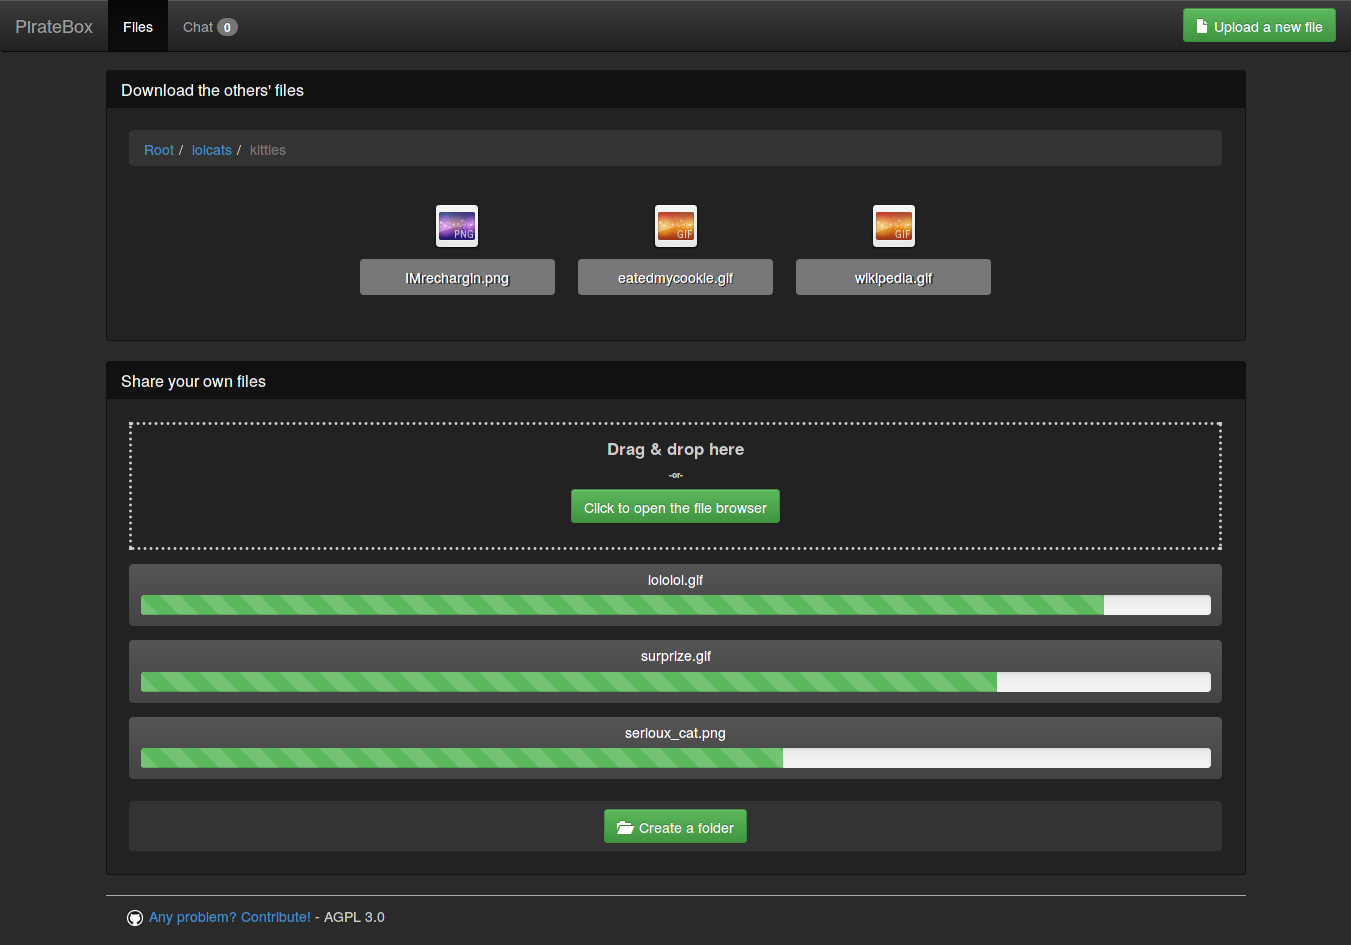 PirateBox Files Chat 0 Upload a new file
Download the others' files
Root / lolcats / kitties
PNG GIF GIF
IMrechargin.png eatedmycookie.gif wikipedia.gif
Share your own files
Drag & drop here
-or-
Click to open the file browser
lololol.gif
surprize.gif
serioux_cat.png
Create a folder
Any problem? Contribute! - AGPL 3.0